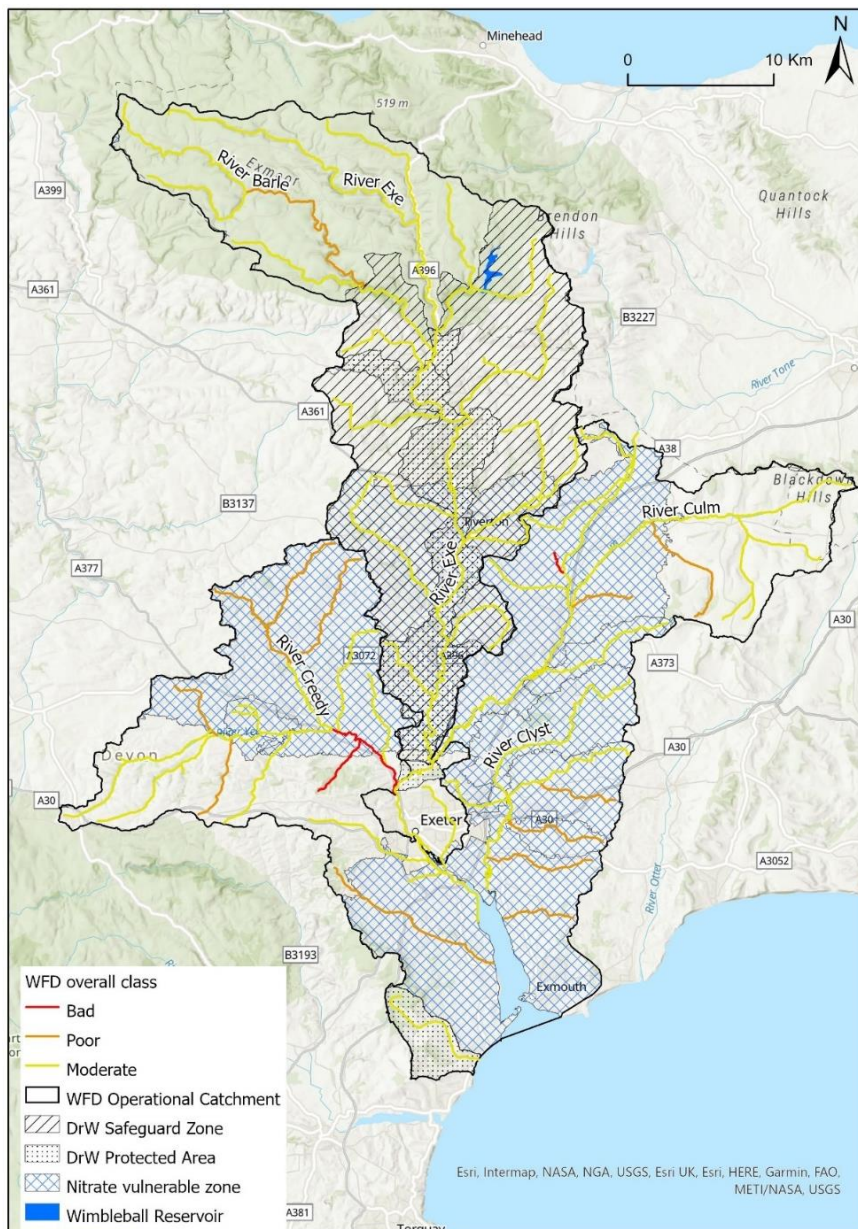 Minehead
N
0 10 Km
519 m
A399
River Barle
Exmoor
River Exe
Quantock
Hills
Brendon
Hills
A396
A361
B3227
River Tone
A361
A38
Blackdown
Hills
River Culm
B3137
Tiverton
A377
River Exe
A30
River Creedy
A3072
A396
A373
River Clyst
Devon
A30
A30
Exeter
A30
A3052
River Otter
B3193
Exmouth
WFD overall class
Bad
Poor
Moderate
WFD Operational Catchment
DrW Safeguard Zone
DrW Protected Area
Nitrate vulnerable zone
Wimbleball Reservoir
Esri, Intermap, NASA, NGA, USGS, Esri UK, Esri, HERE, Garmin, FAO,
METI/NASA, USGS
A381
Torquay